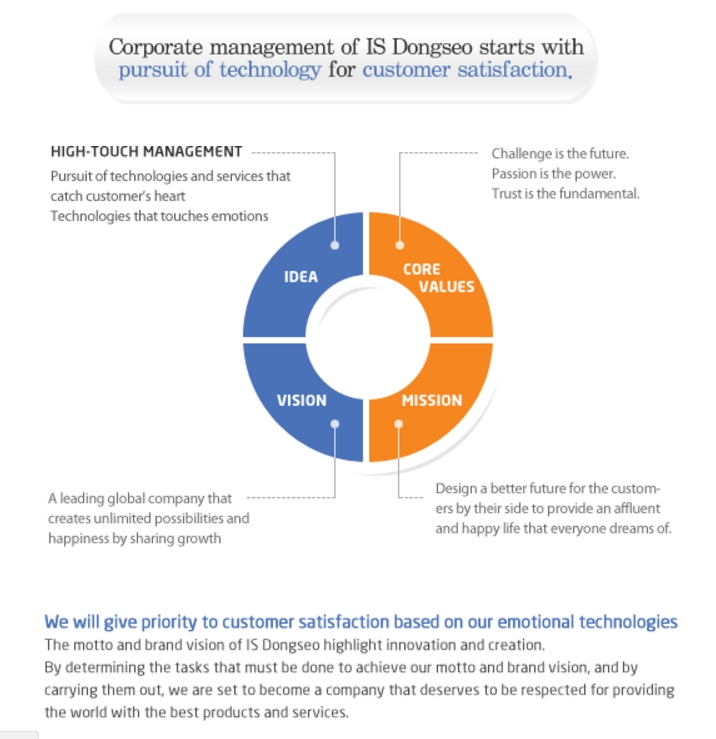 Corporate management of IS Dongseo starts with
pursuit of technology for customer satisfaction.
HIGH-TOUCH MANAGEMENT
Pursuit of technologies and services that
catch customer's heart
Technologies that touches emotions
Challenge is the future.
Passion is the power.
Trust is the fundamental.
IDEA
CORE
VALUES
VISION
MISSION
A leading global company that
creates unlimited possibilities and
happiness by sharing growth
Design a better future for the custom-
ers by their side to provide an affluent
and happy life that everyone dreams of.
We will give priority to customer satisfaction based on our emotional technologies
The motto and brand vision of IS Dongseo highlight innovation and creation.
By determining the tasks that must be done to achieve our motto and brand vision, and by
carrying them out, we are set to become a company that deserves to be respected for providing
the world with the best products and services.